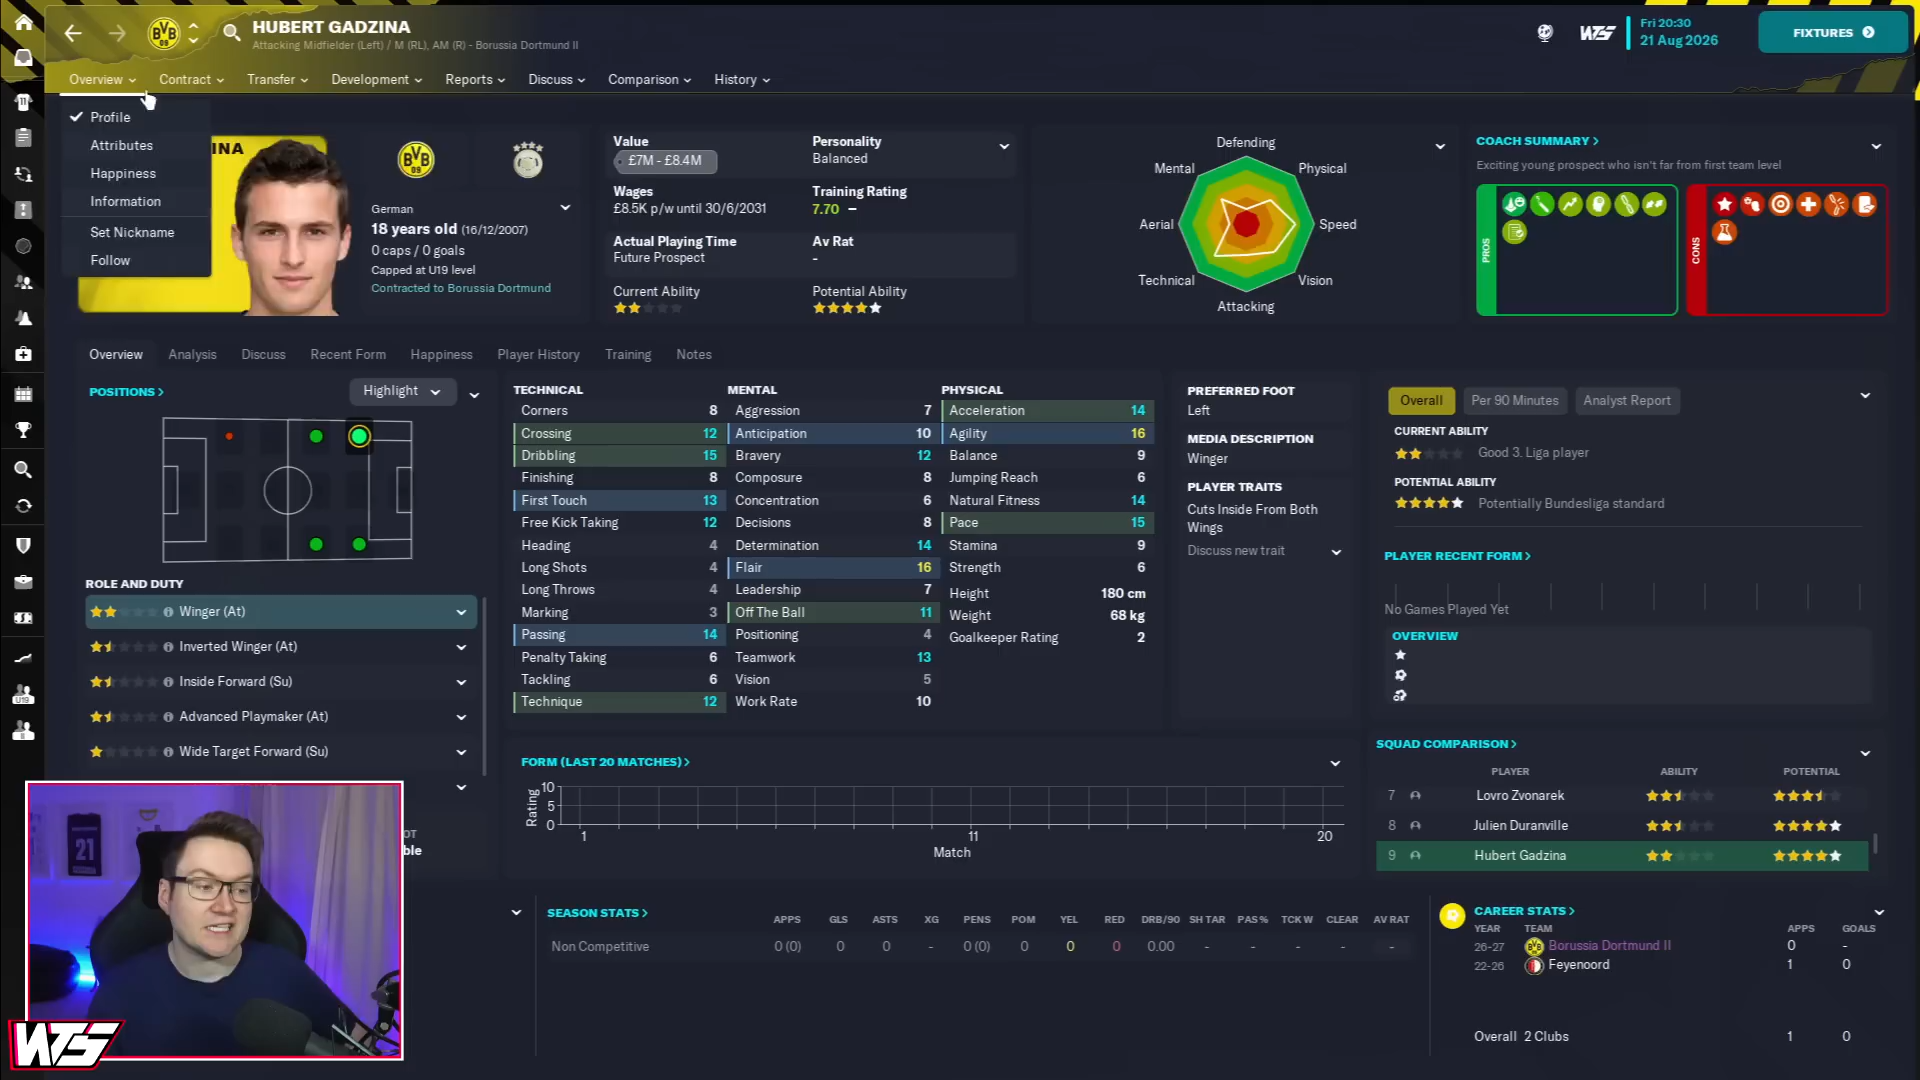 HUBERT GADZINA
Attacking Midfielder (Left) / M (RL), AM (R) - Borussia Dortmund II
WTS
Fri 20:30
21 Aug 2026
FIXTURES
Overview Contract Transfer Development Reports Discuss Comparison History
Profile
Attributes
Happiness
Information
Set Nickname
Follow
INA
BVB
09
German
18 years old (16/12/2007)
0 caps / 0 goals
Capped at U19 level
Contracted to Borussia Dortmund
Value
£7M - £8.4M
Personality
Balanced
Wages
£8.5K p/w until 30/6/2031
Training Rating
7.70 –
Actual Playing Time
Future Prospect
Av Rat
-
Current Ability
Potential Ability
Defending
Mental Physical
Aerial Speed
Technical Vision
Attacking
COACH SUMMARY >
Exciting young prospect who isn't far from first team level
PROS
CONS
Overview Analysis Discuss Recent Form Happiness Player History Training Notes
POSITIONS >
Highlight
ROLE AND DUTY
Winger (At)
Inverted Winger (At)
Inside Forward (Su)
Advanced Playmaker (At)
Wide Target Forward (Su)
OT
ble
TECHNICAL
Corners 8
Crossing 12
Dribbling 15
Finishing 8
First Touch 13
Free Kick Taking 12
Heading 4
Long Shots 4
Long Throws 4
Marking 3
Passing 14
Penalty Taking 6
Tackling 6
Technique 12
MENTAL
Aggression 7
Anticipation 10
Bravery 12
Composure 8
Concentration 6
Decisions 8
Determination 14
Flair 16
Leadership 7
Off The Ball 11
Positioning 4
Teamwork 13
Vision 5
Work Rate 10
PHYSICAL
Acceleration 14
Agility 16
Balance 9
Jumping Reach 6
Natural Fitness 14
Pace 15
Stamina 9
Strength 6
Height 180 cm
Weight 68 kg
Goalkeeper Rating 2
PREFERRED FOOT
Left
MEDIA DESCRIPTION
Winger
PLAYER TRAITS
Cuts Inside From Both
Wings
Discuss new trait
Overall Per 90 Minutes Analyst Report
CURRENT ABILITY
Good 3. Liga player
POTENTIAL ABILITY
Potentially Bundesliga standard
PLAYER RECENT FORM >
No Games Played Yet
OVERVIEW
FORM (LAST 20 MATCHES) >
Rating
10
5
0
1 11 20
Match
SQUAD COMPARISON >
PLAYER ABILITY POTENTIAL
7 Lovro Zvonarek
8 Julien Duranville
9 Hubert Gadzina
SEASON STATS >
APPS GLS ASTS XG PENS POM YEL RED DRB/90 SH TAR PAS % TCK W CLEAR AV RAT
Non Competitive 0 (0) 0 0 - 0 (0) 0 0 0 0.00 - - - - -
CAREER STATS >
YEAR TEAM APPS GOALS
26-27 Borussia Dortmund II 0 -
22-26 Feyenoord 1 0
Overall 2 Clubs 1 0
11
U19
21
WTS